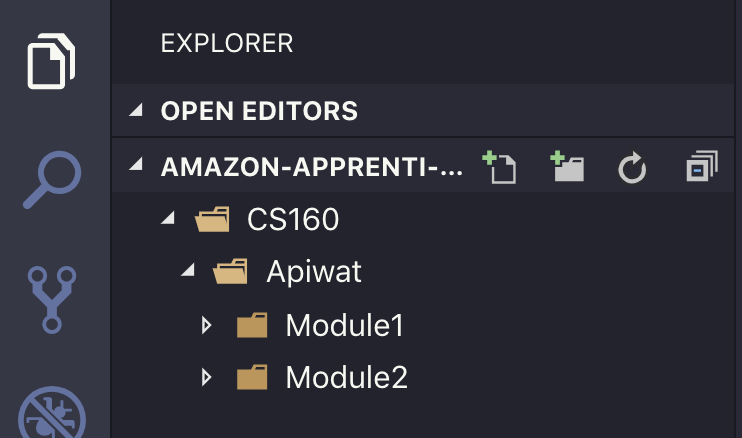 EXPLORER
OPEN EDITORS
AMAZON-APPRENTI-...
CS160
Apiwat
Module1
Module2